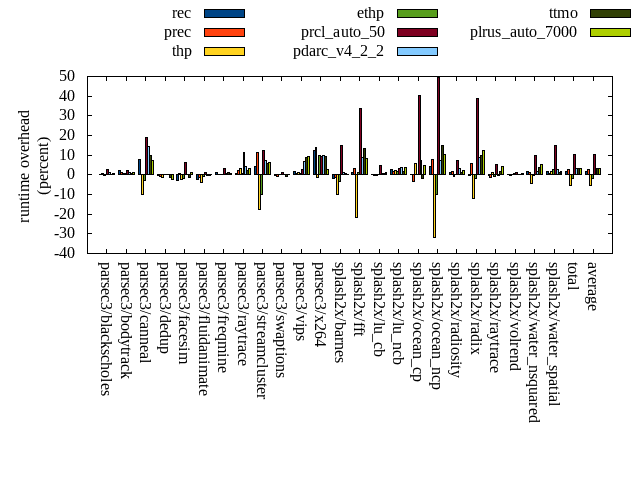 rec
prec
thp
ethp
prcl_auto_50
pdarc_v4_2_2
ttmo
plrus_auto_7000
runtime overhead
(percent)
50
40
30
20
10
0
-10
-20
-30
-40
parsec3/blackscholes
parsec3/bodytrack
parsec3/canneal
parsec3/dedup
parsec3/facesim
parsec3/fluidanimate
parsec3/freqmine
parsec3/raytrace
parsec3/streamcluster
parsec3/swaptions
parsec3/vips
parsec3/x264
splash2x/barnes
splash2x/fft
splash2x/lu_cb
splash2x/lu_ncb
splash2x/ocean_cp
splash2x/ocean_ncp
splash2x/radiosity
splash2x/radix
splash2x/raytrace
splash2x/volrend
splash2x/water_nsquared
splash2x/water_spatial
total
average